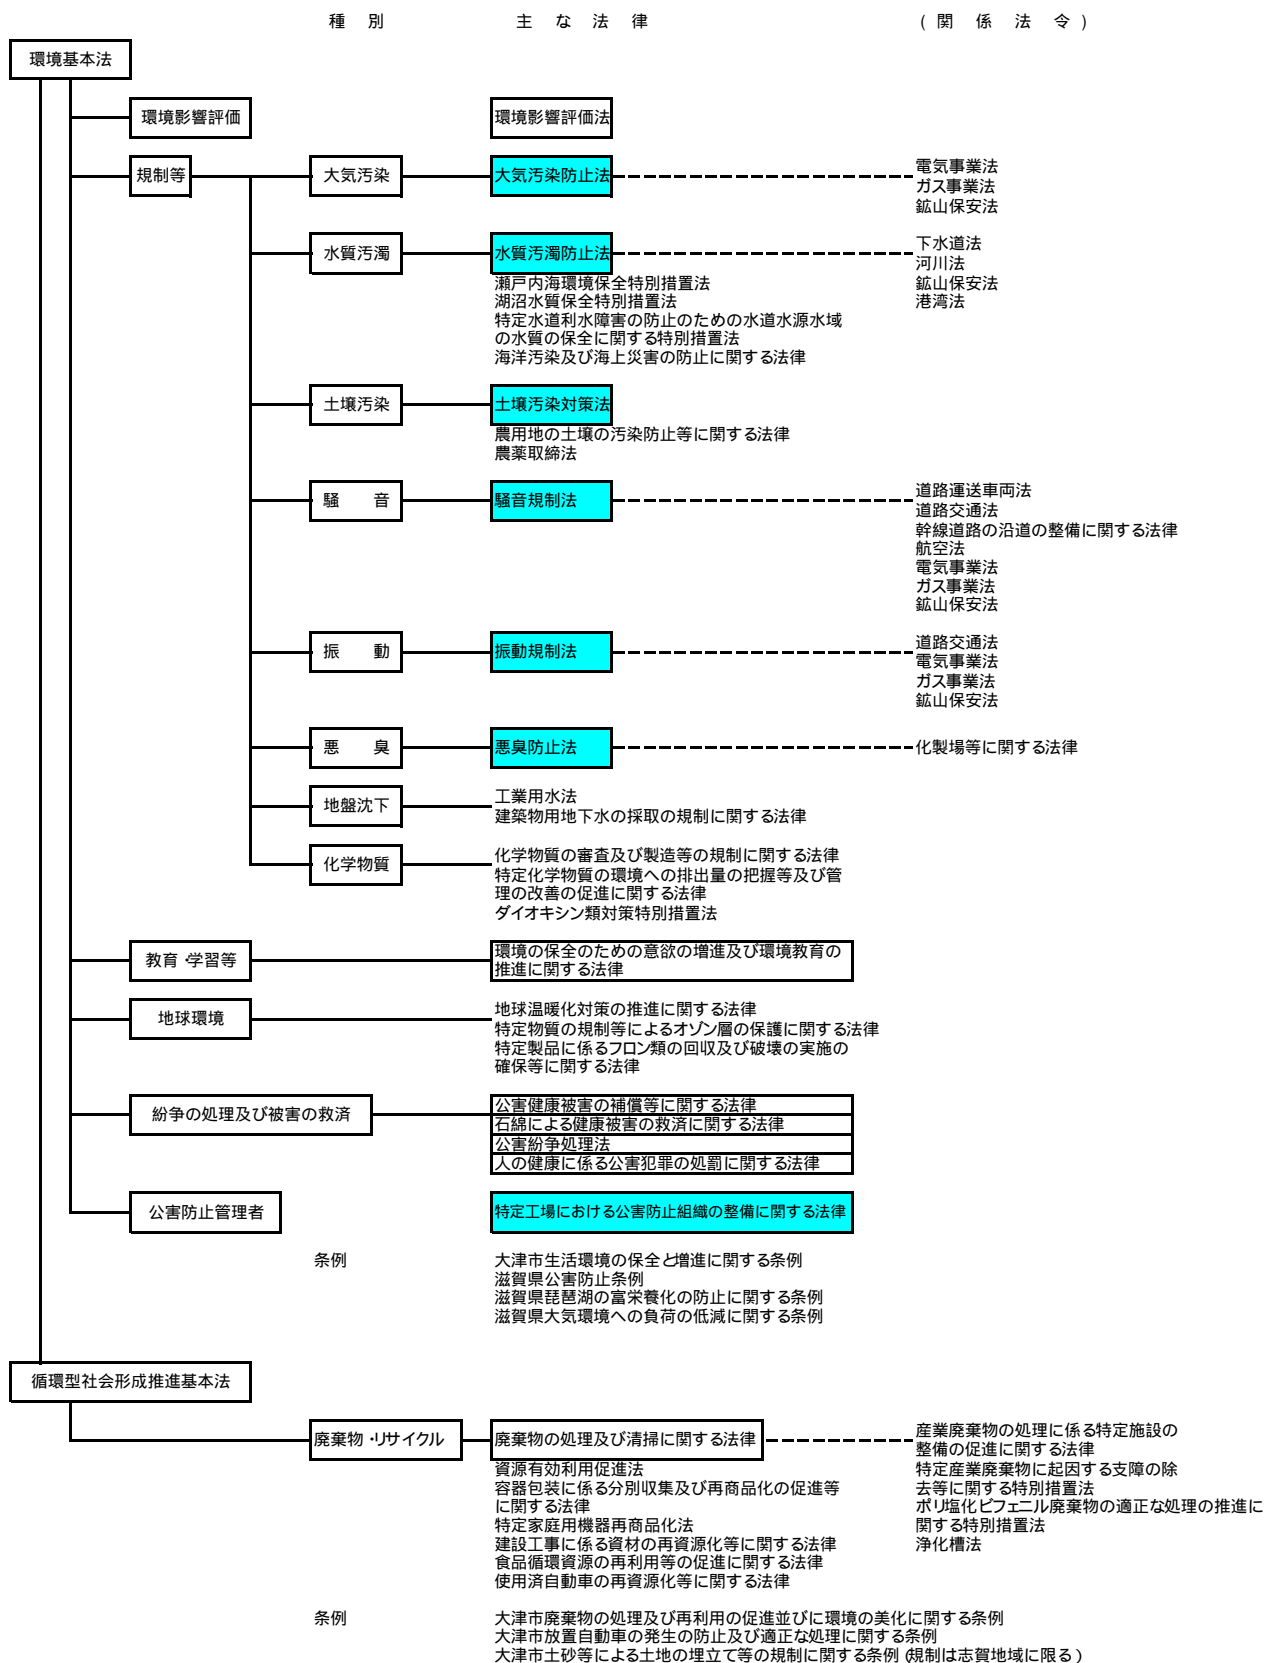 種 別 主 な 法 律 ( 関 係 法 令 )
環境基本法
環境影響評価 環境影響評価法
規制等 大気汚染 大気汚染防止法 電気事業法
ガス事業法
鉱山保安法
水質汚濁 水質汚濁防止法 下水道法
河川法
瀬戸内海環境保全特別措置法 鉱山保安法
湖沼水質保全特別措置法 港湾法
特定水道利水障害の防止のための水道水源水域
の水質の保全に関する特別措置法
海洋汚染及び海上災害の防止に関する法律
土壌汚染 土壌汚染対策法
農用地の土壌の汚染防止等に関する法律
農薬取締法
騒 音 騒音規制法 道路運送車両法
道路交通法
幹線道路の沿道の整備に関する法律
航空法
電気事業法
ガス事業法
鉱山保安法
振 動 振動規制法 道路交通法
電気事業法
ガス事業法
鉱山保安法
悪 臭 悪臭防止法 化製場等に関する法律
地盤沈下 工業用水法
建築物用地下水の採取の規制に関する法律
化学物質 化学物質の審査及び製造等の規制に関する法律
特定化学物質の環境への排出量の把握等及び管
理の改善の促進に関する法律
ダイオキシン類対策特別措置法
教育・学習等 環境の保全のための意欲の増進及び環境教育の
推進に関する法律
地球環境 地球温暖化対策の推進に関する法律
特定物質の規制等によるオゾン層の保護に関する法律
特定製品に係るフロン類の回収及び破壊の実施の
確保等に関する法律
紛争の処理及び被害の救済 公害健康被害の補償等に関する法律
石綿による健康被害の救済に関する法律
公害紛争処理法
人の健康に係る公害犯罪の処罰に関する法律
公害防止管理者 特定工場における公害防止組織の整備に関する法律
条例 大津市生活環境の保全と増進に関する条例
滋賀県公害防止条例
滋賀県琵琶湖の富栄養化の防止に関する条例
滋賀県大気環境への負荷の低減に関する条例
循環型社会形成推進基本法
廃棄物・リサイクル 廃棄物の処理及び清掃に関する法律 産業廃棄物の処理に係る特定施設の
整備の促進に関する法律
資源有効利用促進法 特定産業廃棄物に起因する支障の除
容器包装に係る分別収集及び再商品化の促進等 去等に関する特別措置法
に関する法律 ポリ塩化ビフェニル廃棄物の適正な処理の推進に
特定家庭用機器再商品化法 関する特別措置法
建設工事に係る資材の再資源化等に関する法律 浄化槽法
食品循環資源の再利用等の促進に関する法律
使用済自動車の再資源化等に関する法律
条例 大津市廃棄物の処理及び再利用の促進並びに環境の美化に関する条例
大津市放置自動車の発生の防止及び適正な処理に関する条例
大津市土砂等による土地の埋立て等の規制に関する条例(規制は志賀地域に限る)